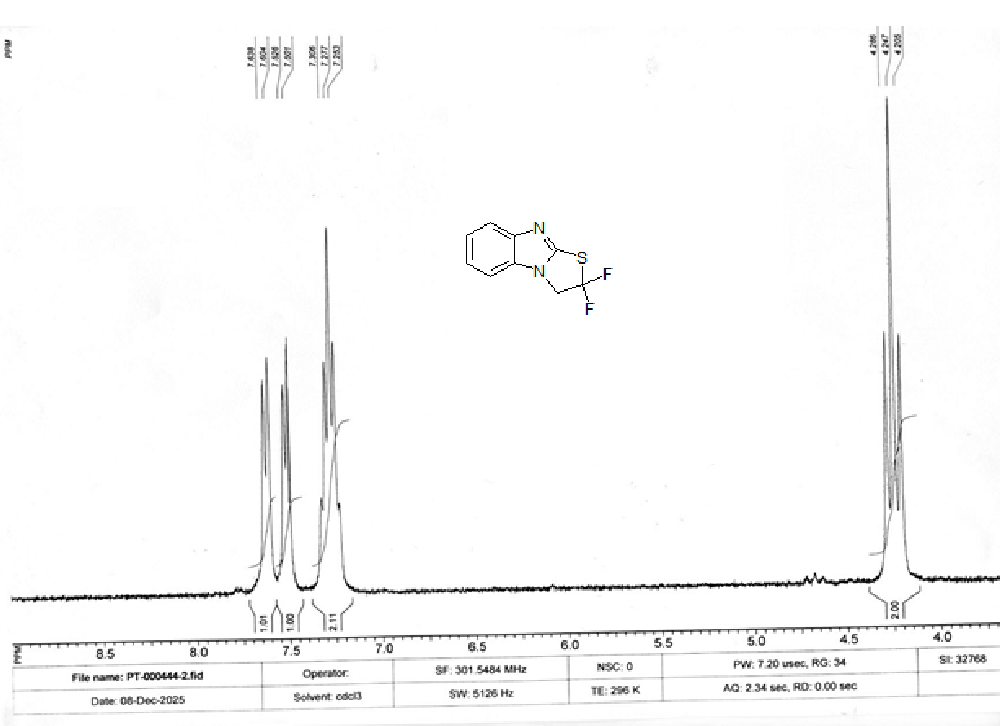 PPM
7.638 7.604 7.526 7.501 7.306 7.277 7.253 4.286 4.247 4.205
N
S
N
F
F
1.01 1.00 2.11 2.00
PPM 8.5 8.0 7.5 7.0 6.5 6.0 5.5 5.0 4.5 4.0
File name: PT-000444-2.fid Operator: SF: 301.5484 MHz NSC: 0 PW: 7.20 usec, RG: 34 SI: 32768
Date: 08-Dec-2025 Solvent: cdcl3 SW: 5126 Hz TE: 296 K AQ: 2.34 sec, RD: 0.00 sec